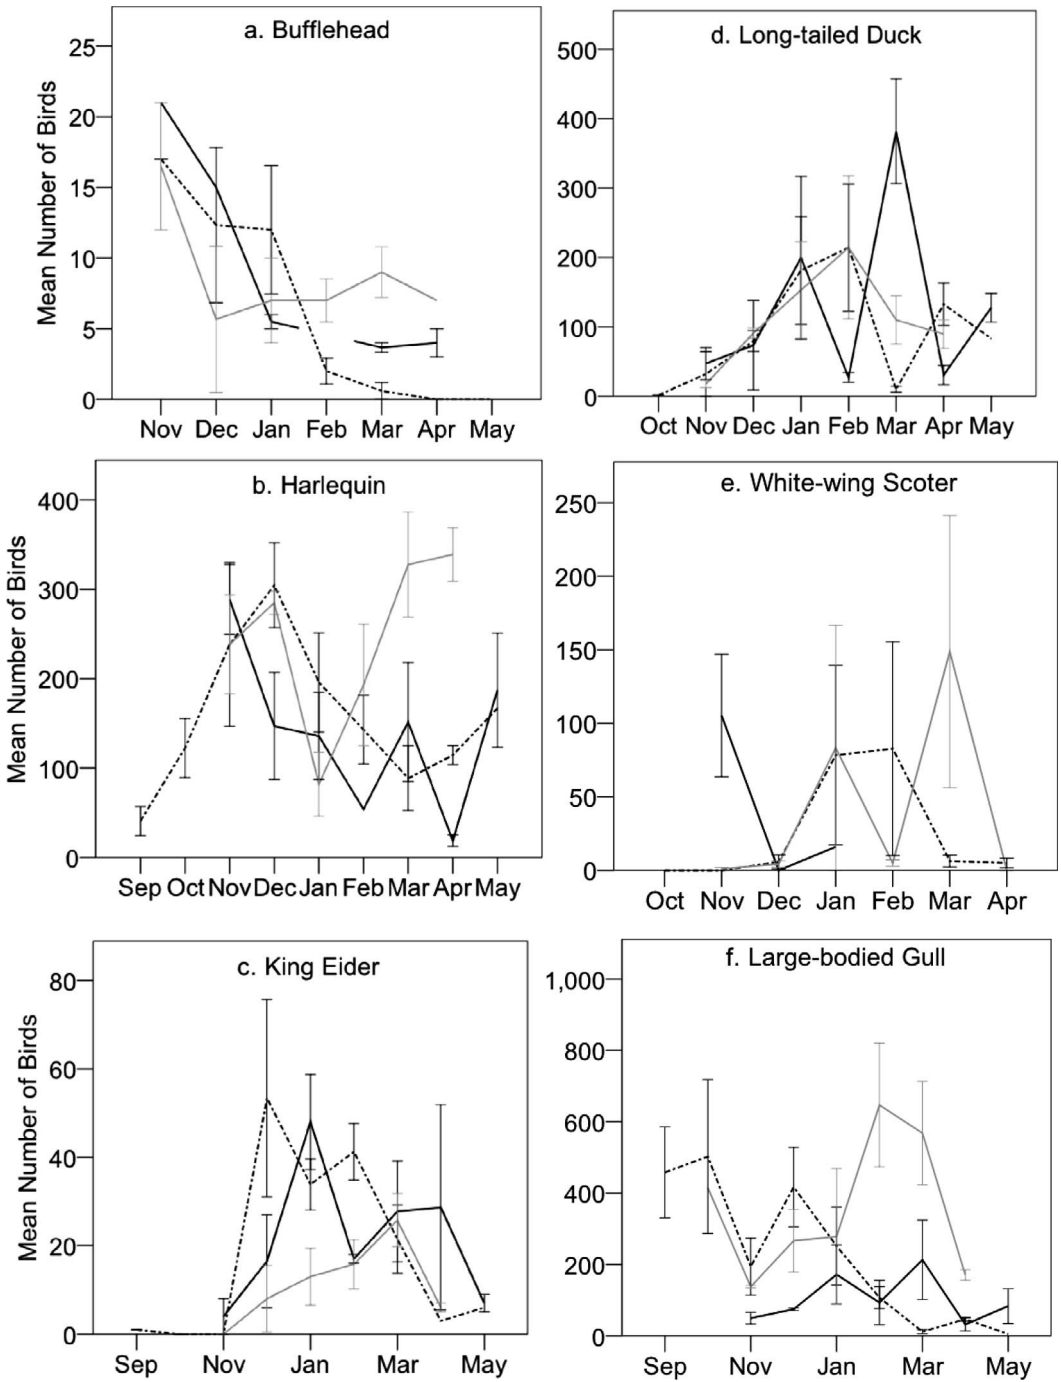 a. Bufflehead
Mean Number of Birds
25
20
15
10
5
0
Nov Dec Jan Feb Mar Apr May
d. Long-tailed Duck
500
400
300
200
100
0
Oct Nov Dec Jan Feb Mar Apr May
b. Harlequin
Mean Number of Birds
400
300
200
100
0
Sep Oct Nov Dec Jan Feb Mar Apr May
e. White-wing Scoter
250
200
150
100
50
0
Oct Nov Dec Jan Feb Mar Apr
c. King Eider
Mean Number of Birds
80
60
40
20
0
Sep Nov Jan Mar May
f. Large-bodied Gull
1,000
800
600
400
200
0
Sep Nov Jan Mar May